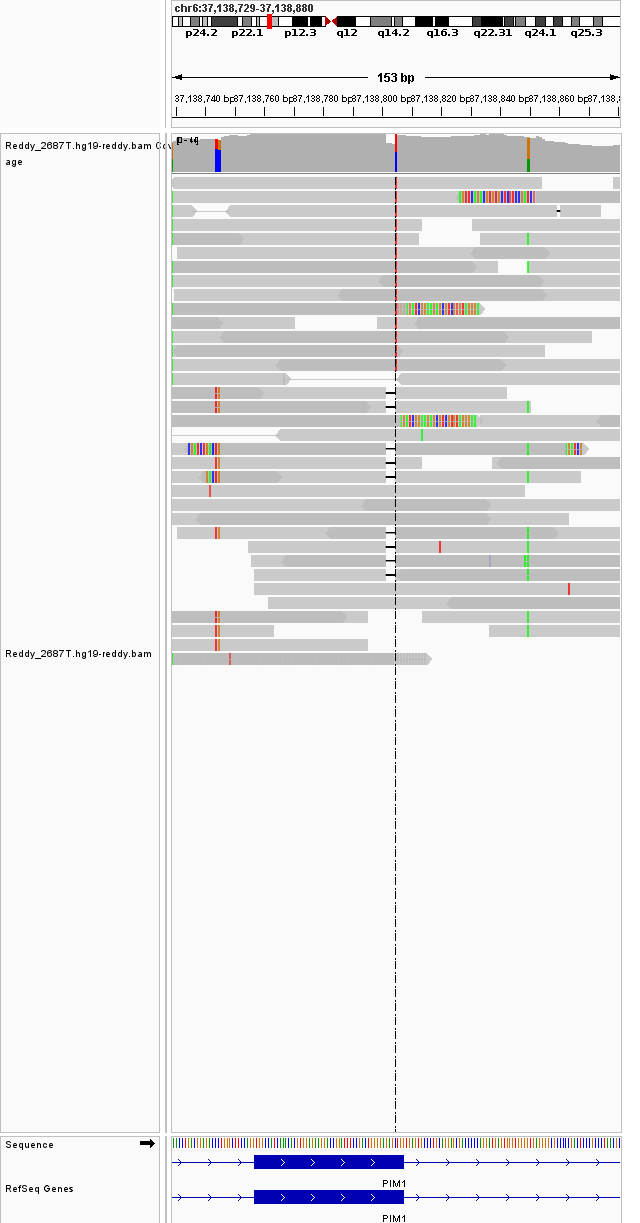 chr6:37,138,729-37,138,880
p24.2 p22.1 p12.3 q12 q14.2 q16.3 q22.31 q24.1 q25.3
153 bp
37,138,740 bp 37,138,760 bp 37,138,780 bp 37,138,800 bp 37,138,820 bp 37,138,840 bp 37,138,860 bp
Reddy_2687T.hg19-reddy.bam Cov
age
Reddy_2687T.hg19-reddy.bam
Sequence
PIM1
RefSeq Genes
PIM1